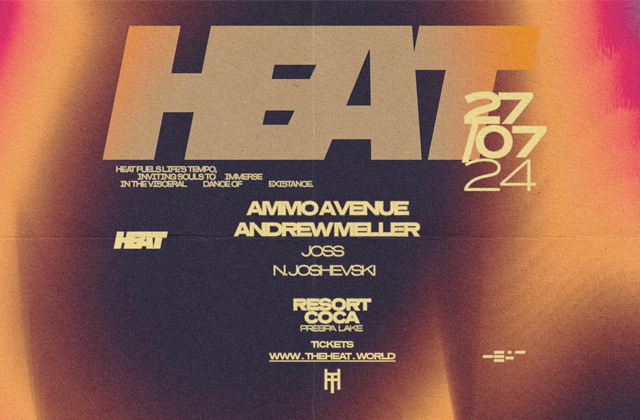 HEAT
27
/07
24
HEAT FUELS LIFE'S TEMPO,
INVITING SOULS TO IMMERSE
IN THE VISCERAL DANCE OF EXISTANCE.
AMMO AVENUE
ANDREW MELLER
JOSS
N.JOSHEVSKI
HEAT
RESORT
COCA
PRESPA LAKE
TICKETS
WWW.THEHEAT.WORLD